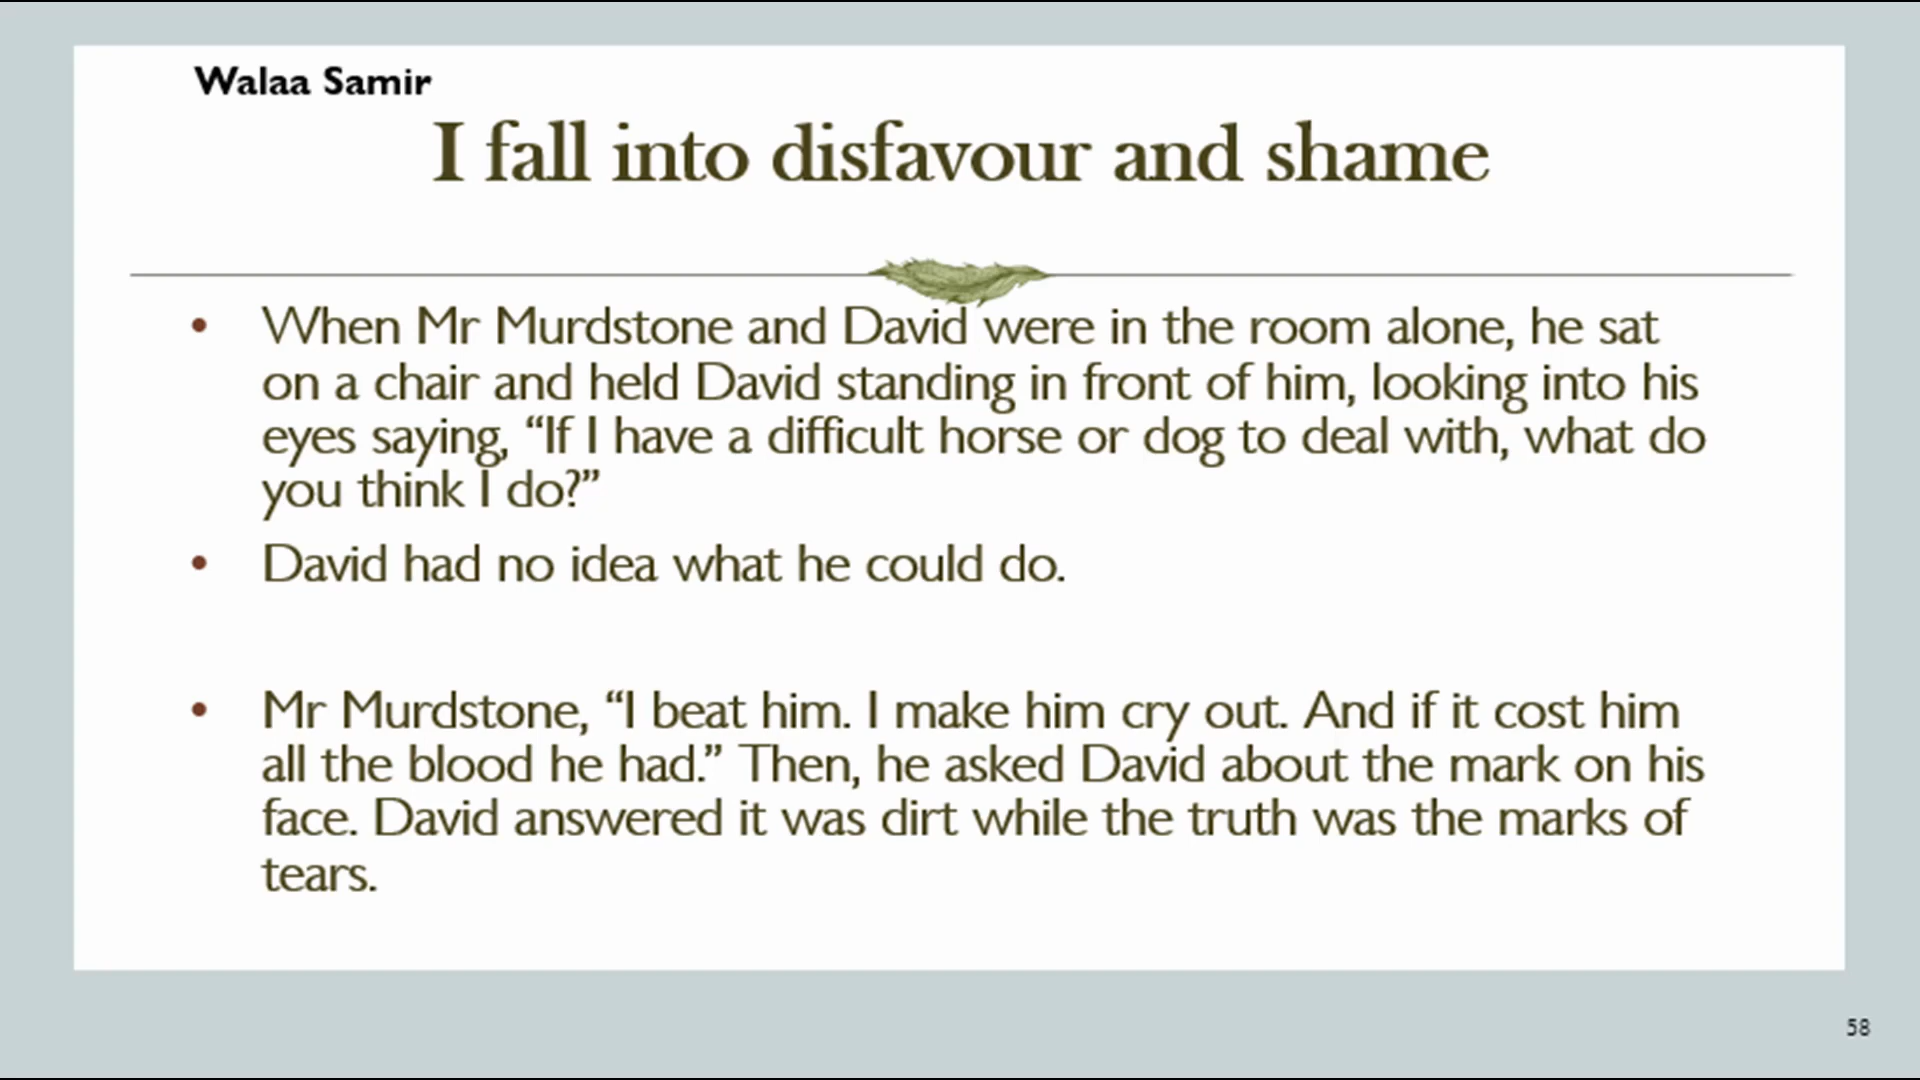 Walaa Samir
I fall into disfavour and shame
• When Mr Murdstone and David were in the room alone, he sat
on a chair and held David standing in front of him, looking into his
eyes saying, “If I have a difficult horse or dog to deal with, what do
you think I do?”
• David had no idea what he could do.
• Mr Murdstone, “I beat him. I make him cry out. And if it cost him
all the blood he had.” Then, he asked David about the mark on his
face. David answered it was dirt while the truth was the marks of
tears.
58